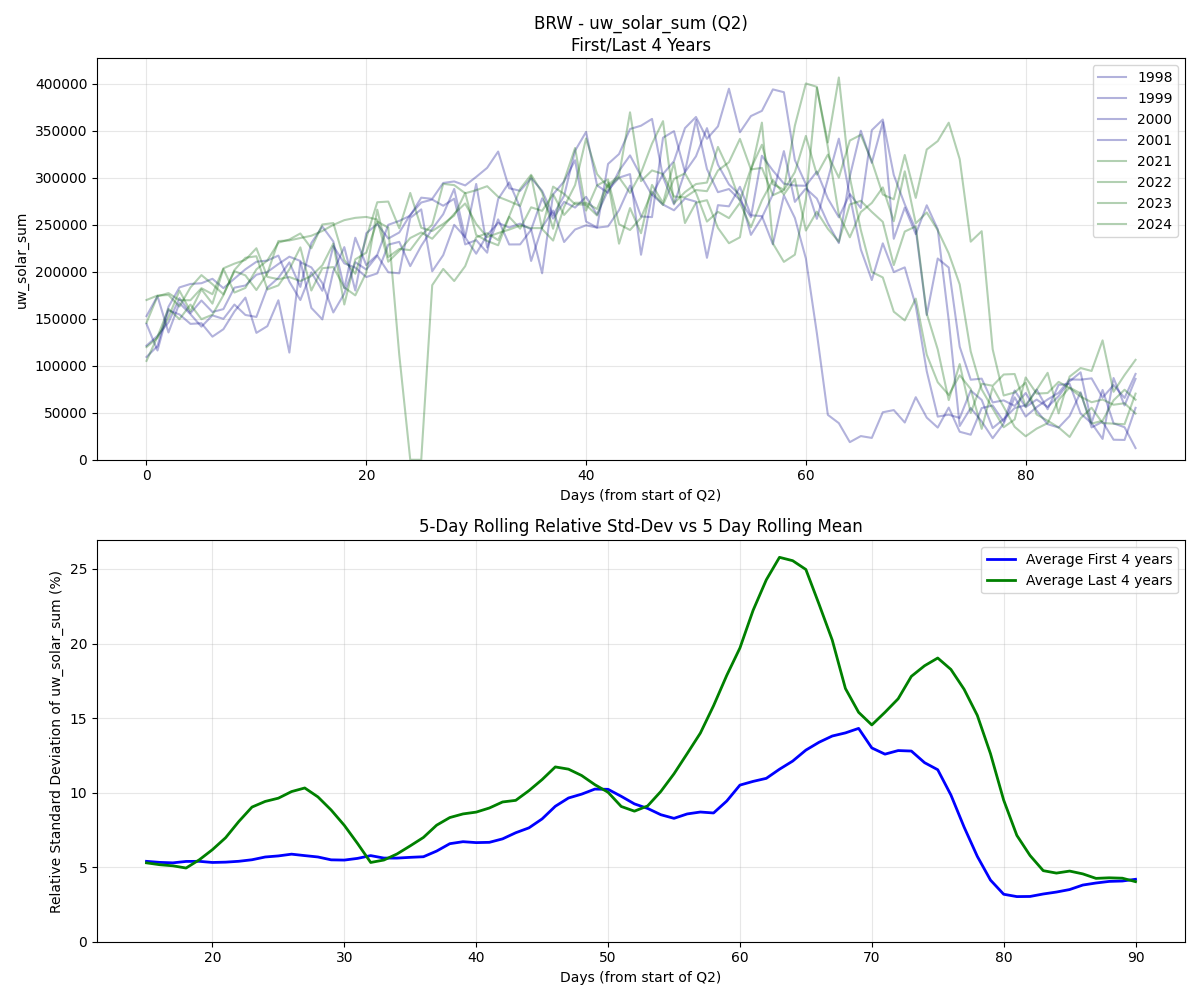 BRW - uw_solar_sum (Q2)
First/Last 4 Years
400000
350000
300000
250000
200000
150000
100000
50000
0
uw_solar_sum
0 20 40 60 80
Days (from start of Q2)
1998
1999
2000
2001
2021
2022
2023
2024
5-Day Rolling Relative Std-Dev vs 5 Day Rolling Mean
25
20
15
10
5
0
Relative Standard Deviation of uw_solar_sum (%)
20 30 40 50 60 70 80 90
Days (from start of Q2)
Average First 4 years
Average Last 4 years